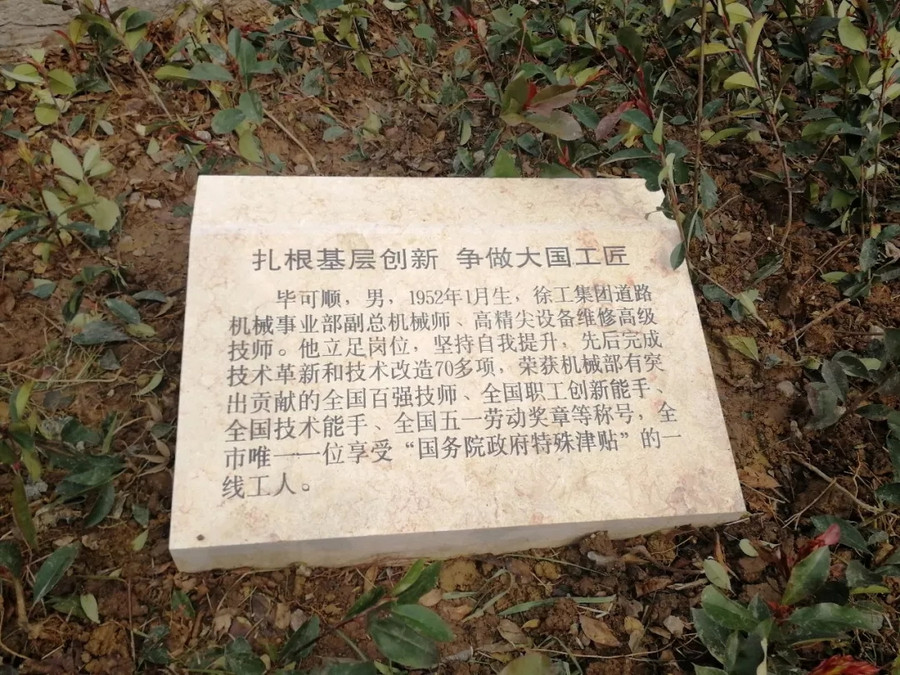 扎根基层创新 争做大国工匠
毕可顺，男，1952年1月生，徐工集团道路
机械事业部副总机械师、高精尖设备维修高级
技师。他立足岗位，坚持自我提升，先后完成
技术革新和技术改造70多项，荣获机械部有突
出贡献的全国百强技师、全国职工创新能手、
全国技术能手、全国五一劳动奖章等称号，全
市唯一一位享受“国务院政府特殊津贴”的一
线工人。